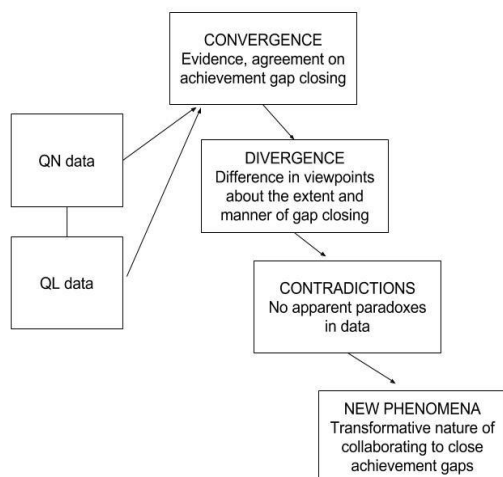 CONVERGENCE
Evidence, agreement on
achievement gap closing
QN data
DIVERGENCE
Difference in viewpoints
about the extent and
manner of gap closing
QL data
CONTRADICTIONS
No apparent paradoxes
in data
NEW PHENOMENA
Transformative nature of
collaborating to close
achievement gaps